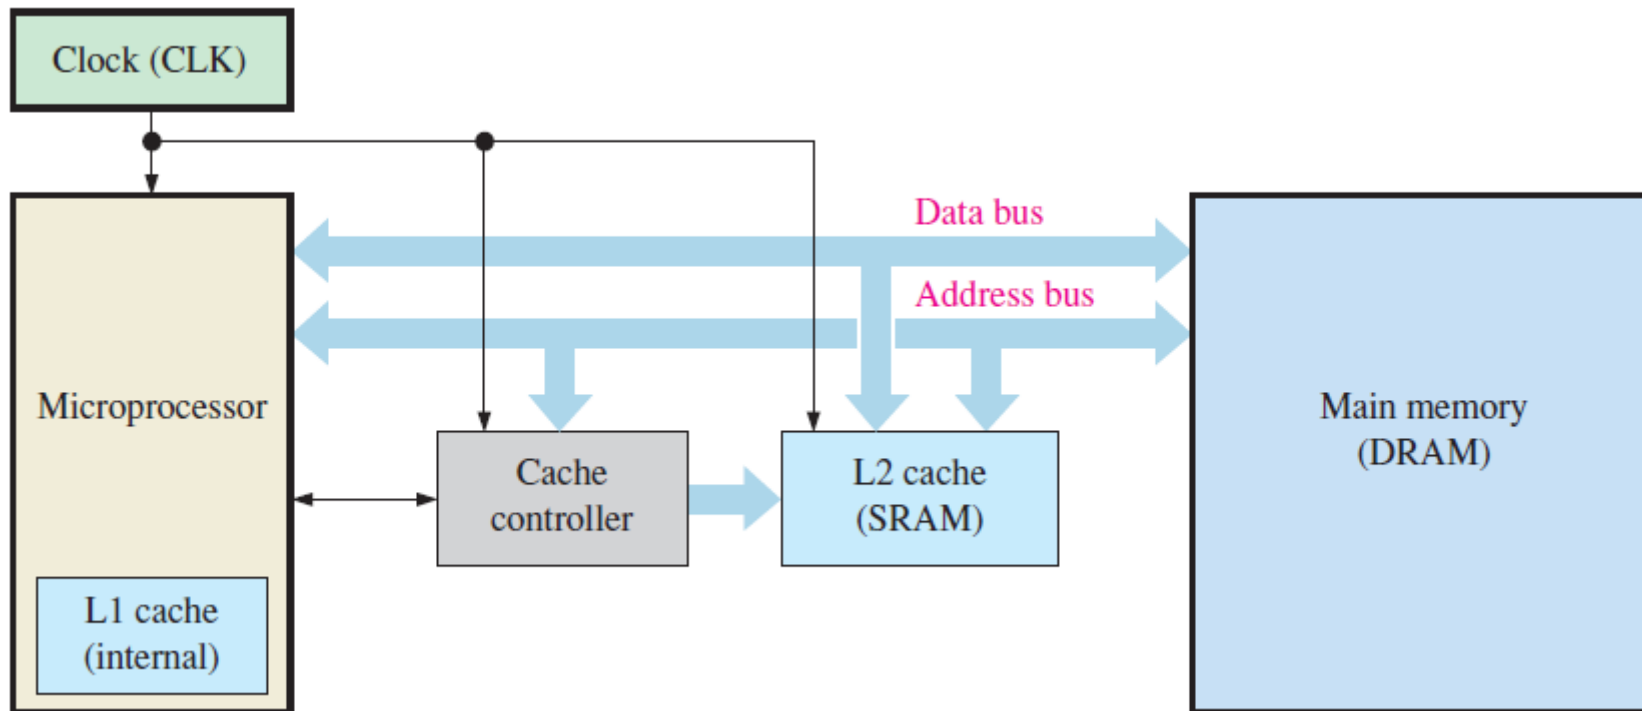 Clock (CLK)
Data bus
Address bus
Microprocessor
Main memory
(DRAM)
Cache
controller
L2 cache
(SRAM)
L1 cache
(internal)